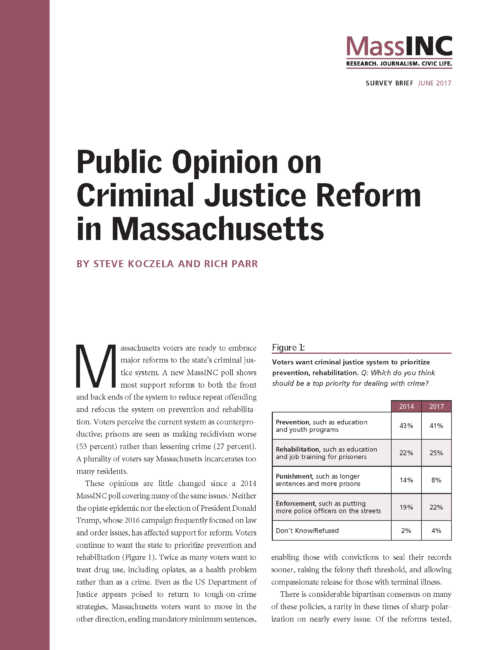 MassINC
RESEARCH. JOURNALISM. CIVIC LIFE.
SURVEY BRIEF JUNE 2017
Public Opinion on
Criminal Justice Reform
in Massachusetts
BY STEVE KOCZELA AND RICH PARR
Massachusetts voters are ready to embrace
major reforms to the state's criminal jus-
tice system. A new MassINC poll shows
most support reforms to both the front
and back ends of the system to reduce repeat offending
and refocus the system on prevention and rehabilita-
tion. Voters perceive the current system as counterpro-
ductive; prisons are seen as making recidivism worse
(53 percent) rather than lessening crime (27 percent).
A plurality of voters say Massachusetts incarcerates too
many residents.
These opinions are little changed since a 2014
MassINC poll covering many of the same issues.¹ Neither
the opiate epidemic nor the election of President Donald
Trump, whose 2016 campaign frequently focused on law
and order issues, has affected support for reform. Voters
continue to want the state to prioritize prevention and
rehabilitation (Figure 1). Twice as many voters want to
treat drug use, including opiates, as a health problem
rather than as a crime. Even as the US Department of
Justice appears poised to return to tough-on-crime
strategies, Massachusetts voters want to move in the
other direction, ending mandatory minimum sentences,
Figure 1:
Voters want criminal justice system to prioritize
prevention, rehabilitation. Q: Which do you think
should be a top priority for dealing with crime?
2014 2017
Prevention, such as education
and youth programs 43% 41%
Rehabilitation, such as education
and job training for prisoners 22% 25%
Punishment, such as longer
sentences and more prisons 14% 8%
Enforcement, such as putting
more police officers on the streets 19% 22%
Don't Know/Refused 2% 4%
enabling those with convictions to seal their records
sooner, raising the felony theft threshold, and allowing
compassionate release for those with terminal illness.
There is considerable bipartisan consensus on many
of these policies, a rarity in these times of sharp polar-
ization on nearly every issue. Of the reforms tested,